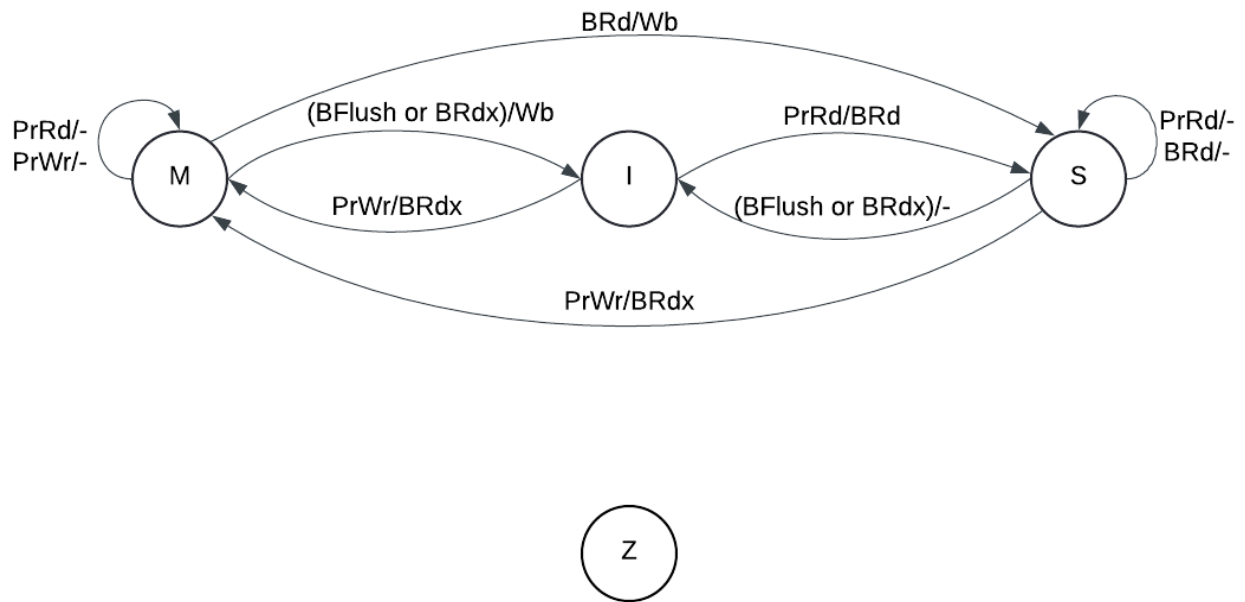 BRd/Wb
(BFlush or BRdx)/Wb
PrRd/BRd
PrRd/-
PrWr/-
PrRd/-
BRd/-
M
I
S
PrWr/BRdx
(BFlush or BRdx)/-
PrWr/BRdx
Z